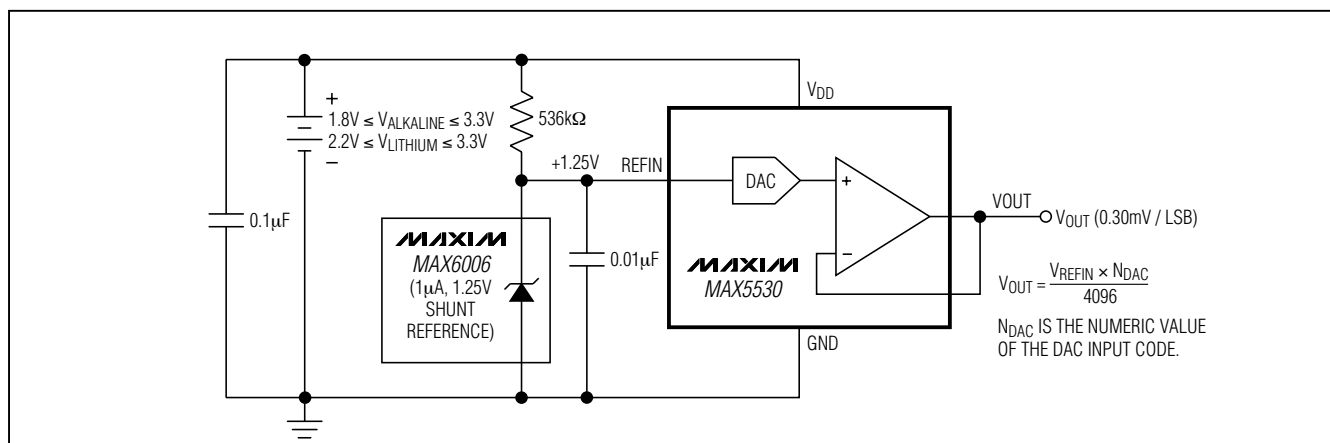 VDD
+
1.8V ≤ VALKALINE ≤ 3.3V
2.2V ≤ VLITHIUM ≤ 3.3V
–
536kΩ
+1.25V
REFIN
DAC
+
–
VOUT
VOUT (0.30mV / LSB)
0.1µF
MAXIM
MAX6006
(1µA, 1.25V
SHUNT
REFERENCE)
0.01µF
MAXIM
MAX5530
VOUT = VREFIN × NDAC
4096
NDAC IS THE NUMERIC VALUE
OF THE DAC INPUT CODE.
GND